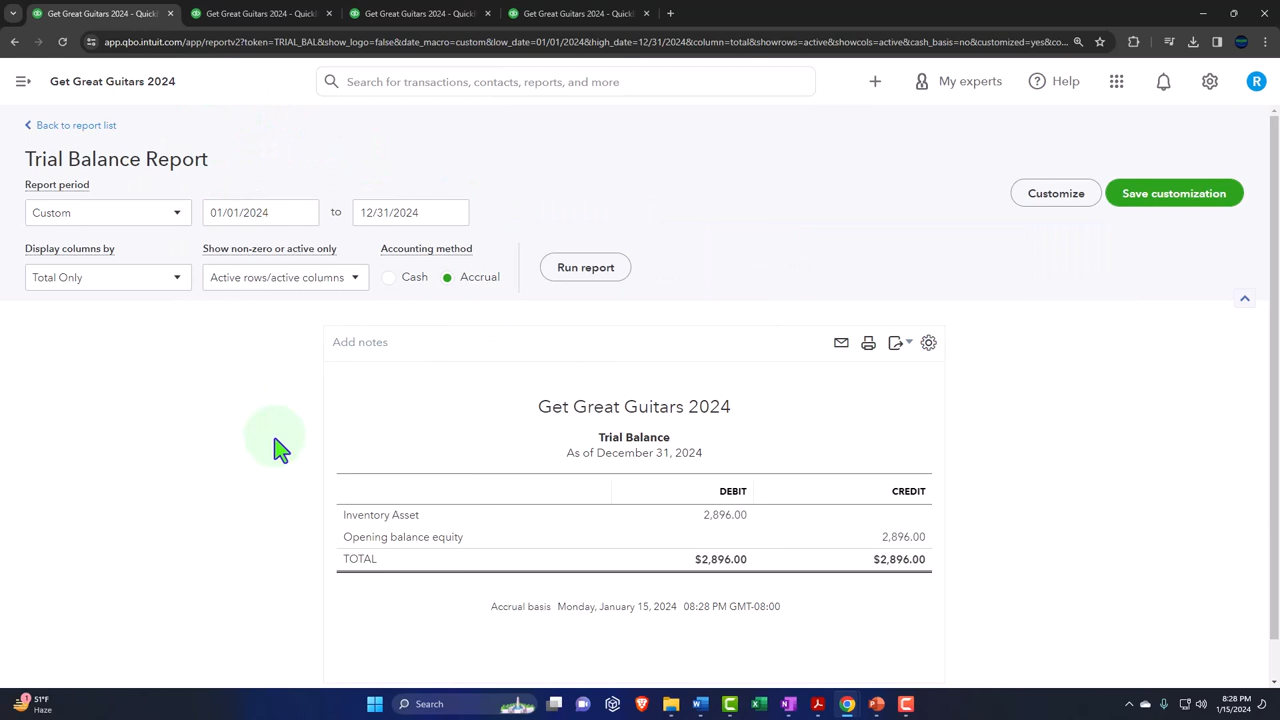 Get Great Guitars 2024 - QuickB
Get Great Guitars 2024 - QuickB
Get Great Guitars 2024 - QuickB
Get Great Guitars 2024 - QuickB
app.qbo.intuit.com/app/reportv2?token=TRIAL_BAL&show_logo=false&date_macro=custom&low_date=01/01/2024&high_date=12/31/2024&column=total&showrows=active&showcols=active&cash_basis=no&customized=yes&co...
Get Great Guitars 2024
Search for transactions, contacts, reports, and more
My experts
Help
R
Back to report list
Trial Balance Report
Report period
Custom
01/01/2024
to
12/31/2024
Customize
Save customization
Display columns by
Show non-zero or active only
Accounting method
Total Only
Active rows/active columns
Cash
Accrual
Run report
Add notes
Get Great Guitars 2024
Trial Balance
As of December 31, 2024
DEBIT CREDIT
Inventory Asset 2,896.00
Opening balance equity 2,896.00
TOTAL $2,896.00 $2,896.00
Accrual basis Monday, January 15, 2024 08:28 PM GMT-08:00
1
51°F
Haze
Search
8:28 PM
1/15/2024